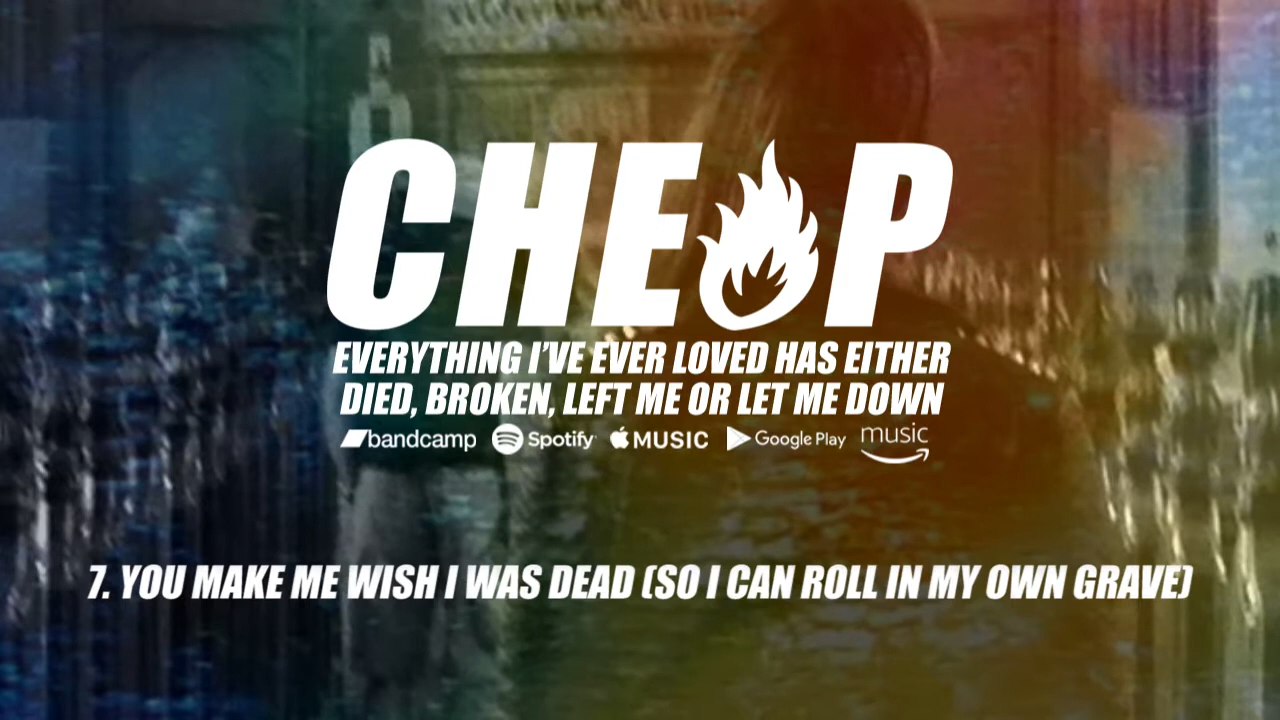 CHEAP
EVERYTHING I'VE EVER LOVED HAS EITHER
DIED, BROKEN, LEFT ME OR LET ME DOWN
bandcamp Spotify MUSIC Google Play music
7. YOU MAKE ME WISH I WAS DEAD (SO I CAN ROLL IN MY OWN GRAVE)